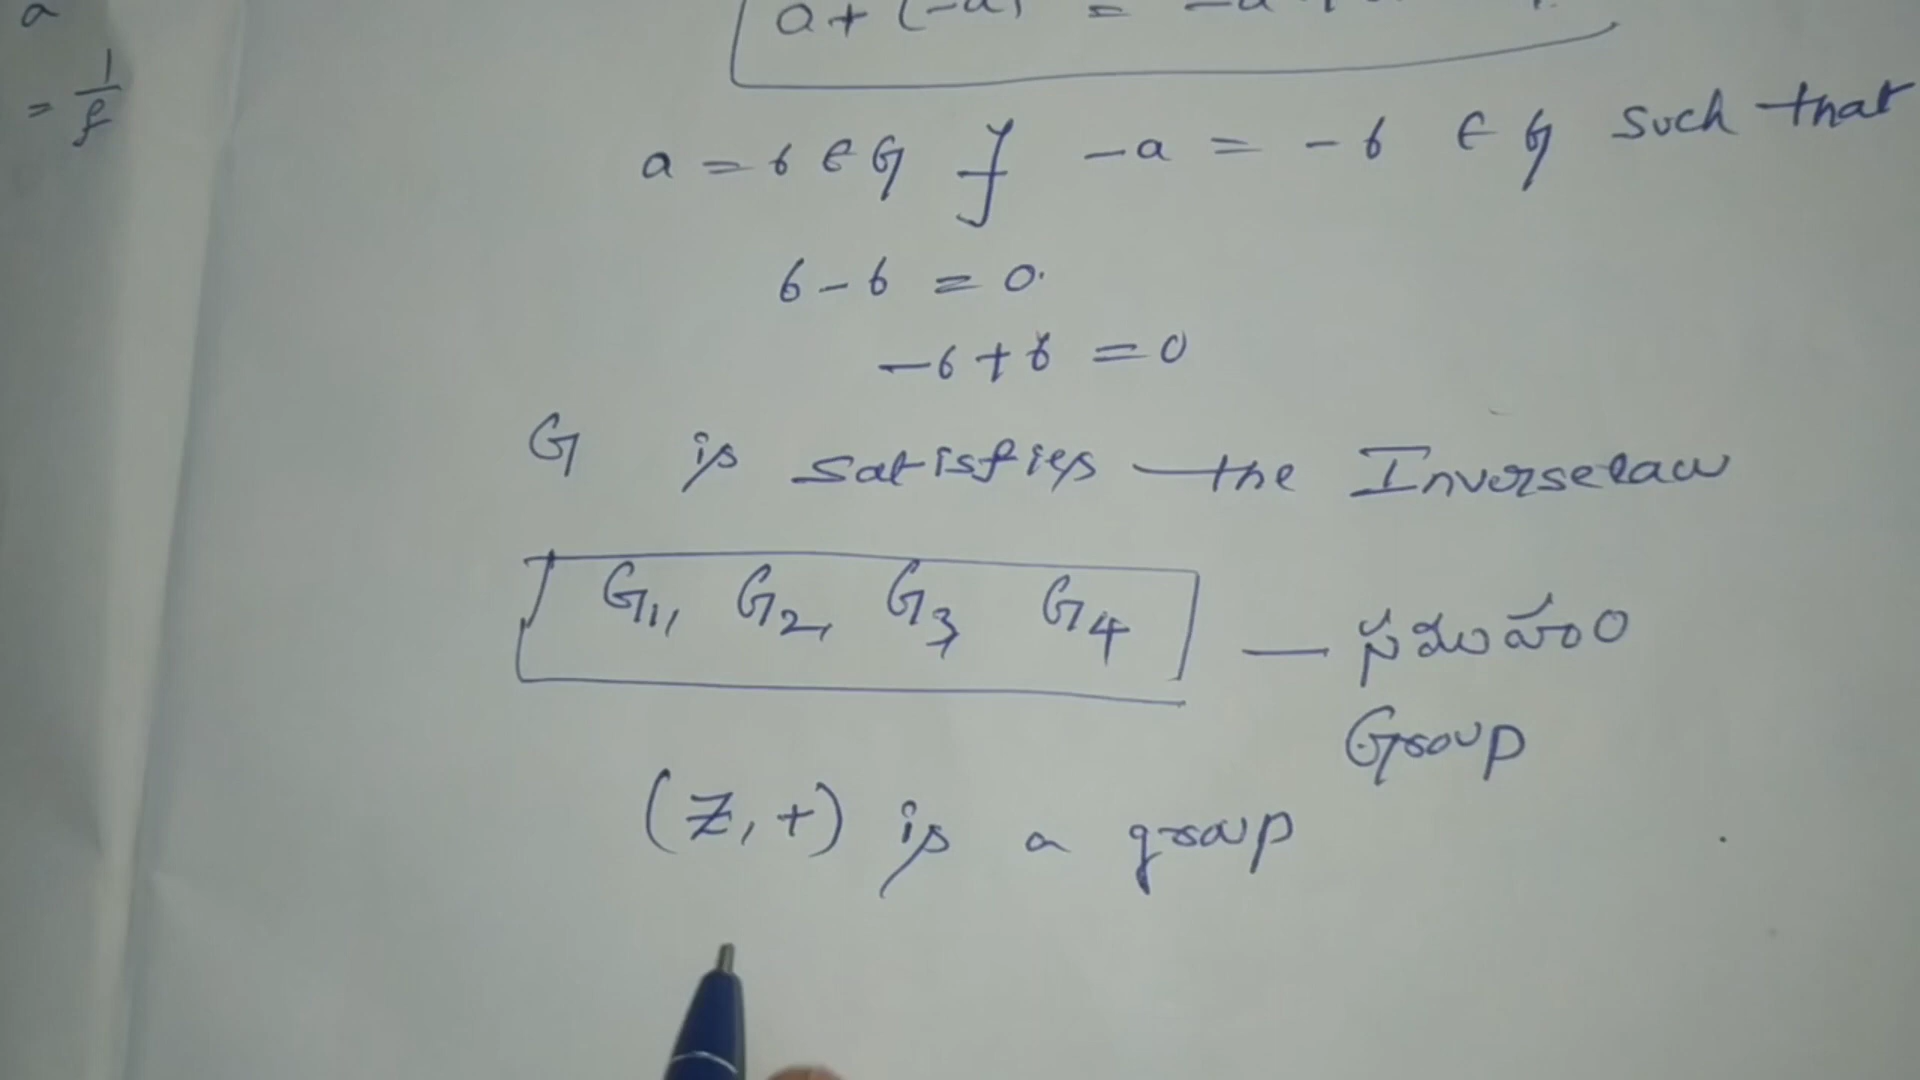 a
= 1/f
a + (-a) = -a
a = 6 ∈ G ∃ -a = -6 ∈ G such that
6 - 6 = 0.
-6 + 6 = 0
G is satisfies the Inverse law
G1, G2, G3 G4 — సమూహం
Group
(Z, +) is a group